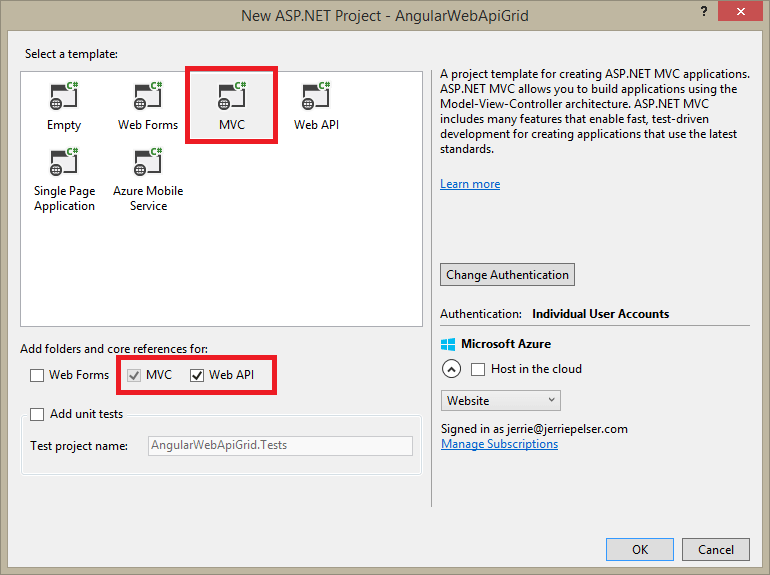 New ASP.NET Project - AngularWebApiGrid
?
Select a template:
C# C# C# C#
Empty Web Forms MVC Web API
C# C#
Single Page Azure Mobile
Application Service
Add folders and core references for:
Web Forms MVC Web API
Add unit tests
Test project name: AngularWebApiGrid.Tests
A project template for creating ASP.NET MVC applications.
ASP.NET MVC allows you to build applications using the
Model-View-Controller architecture. ASP.NET MVC
includes many features that enable fast, test-driven
development for creating applications that use the latest
standards.
Learn more
Change Authentication
Authentication: Individual User Accounts
Microsoft Azure
Host in the cloud
Website
Signed in as jerrie@jerriepelser.com
Manage Subscriptions
OK Cancel